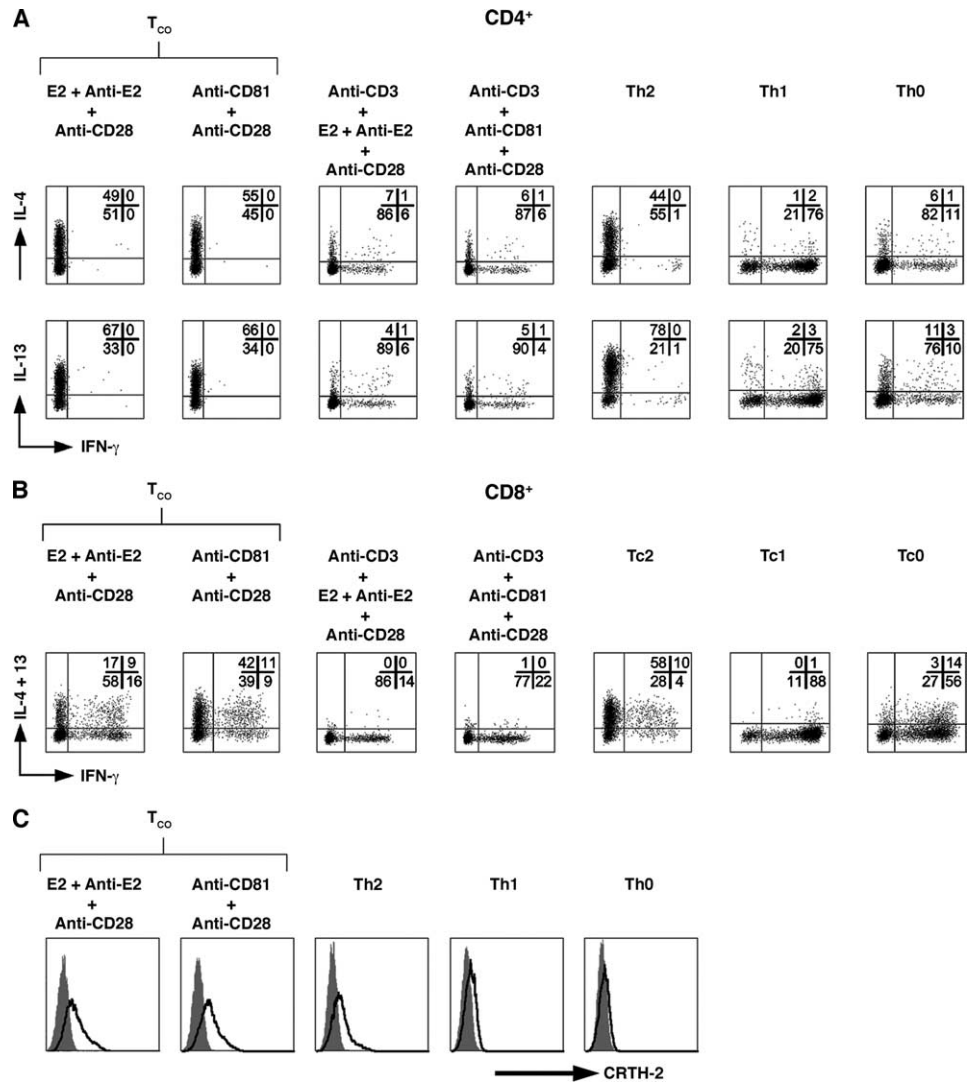 A
T_CO
CD4⁺
E2 + Anti-E2
+
Anti-CD28
Anti-CD81
+
Anti-CD28
Anti-CD3
+
E2 + Anti-E2
+
Anti-CD28
Anti-CD3
+
Anti-CD81
+
Anti-CD28
Th2
Th1
Th0
IL-4
49 0
51 0
55 0
45 0
7 1
86 6
6 1
87 6
44 0
55 1
1 2
21 76
6 1
82 11
IL-13
67 0
33 0
66 0
34 0
4 1
89 6
5 1
90 4
78 0
21 1
2 3
20 75
11 3
76 10
IFN-γ
B
T_CO
CD8⁺
E2 + Anti-E2
+
Anti-CD28
Anti-CD81
+
Anti-CD28
Anti-CD3
+
E2 + Anti-E2
+
Anti-CD28
Anti-CD3
+
Anti-CD81
+
Anti-CD28
Tc2
Tc1
Tc0
IL-4 + 13
17 9
58 16
42 11
39 9
0 0
86 14
1 0
77 22
58 10
28 4
0 1
11 88
3 14
27 56
IFN-γ
C
T_CO
E2 + Anti-E2
+
Anti-CD28
Anti-CD81
+
Anti-CD28
Th2
Th1
Th0
CRTH-2